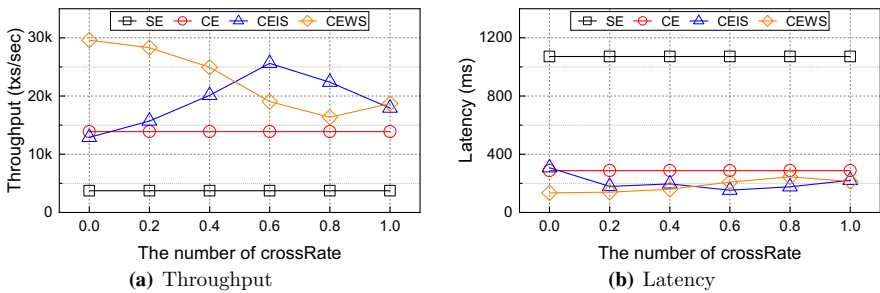 SE CE CEIS CEWS
30k
20k
10k
0
Throughput (txs/sec)
0.0 0.2 0.4 0.6 0.8 1.0
The number of crossRate
(a) Throughput
SE CE CEIS CEWS
1200
800
400
0
Latency (ms)
0.0 0.2 0.4 0.6 0.8 1.0
The number of crossRate
(b) Latency